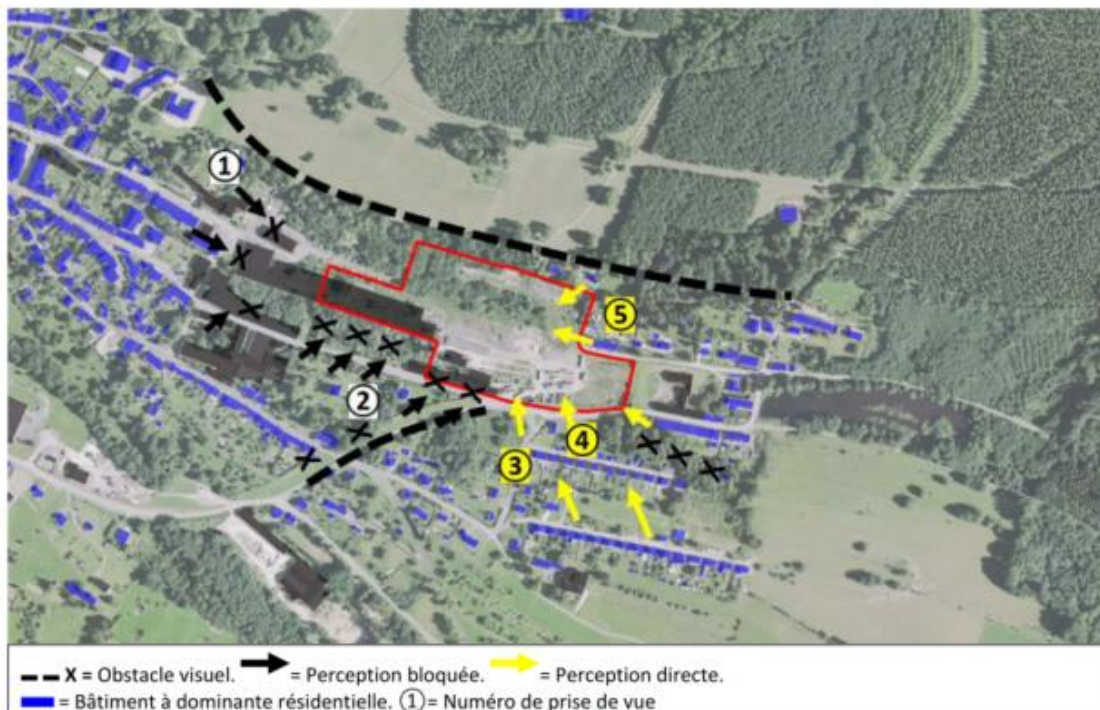 1
2
5
4
3
X = Obstacle visuel. = Perception bloquée. = Perception directe.
= Bâtiment à dominante résidentielle. 1 = Numéro de prise de vue